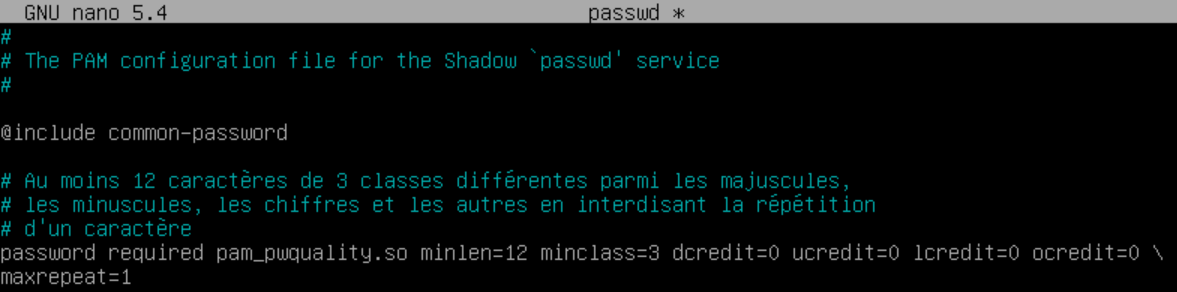 GNU nano 5.4 passwd *
#
# The PAM configuration file for the Shadow `passwd' service
#
@include common-password
# Au moins 12 caractères de 3 classes différentes parmi les majuscules,
# les minuscules, les chiffres et les autres en interdisant la répétition
# d'un caractère
password required pam_pwquality.so minlen=12 minclass=3 dcredit=0 ucredit=0 lcredit=0 ocredit=0 \
maxrepeat=1